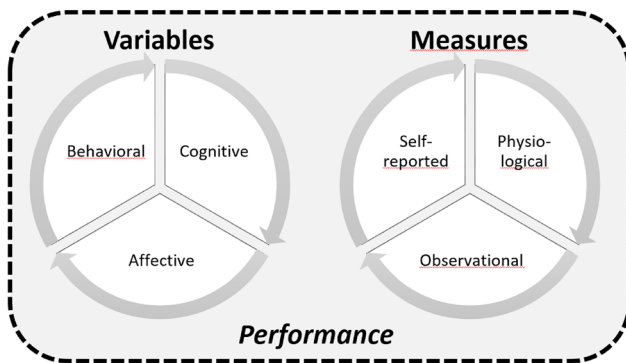 Variables
Measures
Behavioral
Cognitive
Affective
Self-
reported
Physio-
logical
Observational
Performance